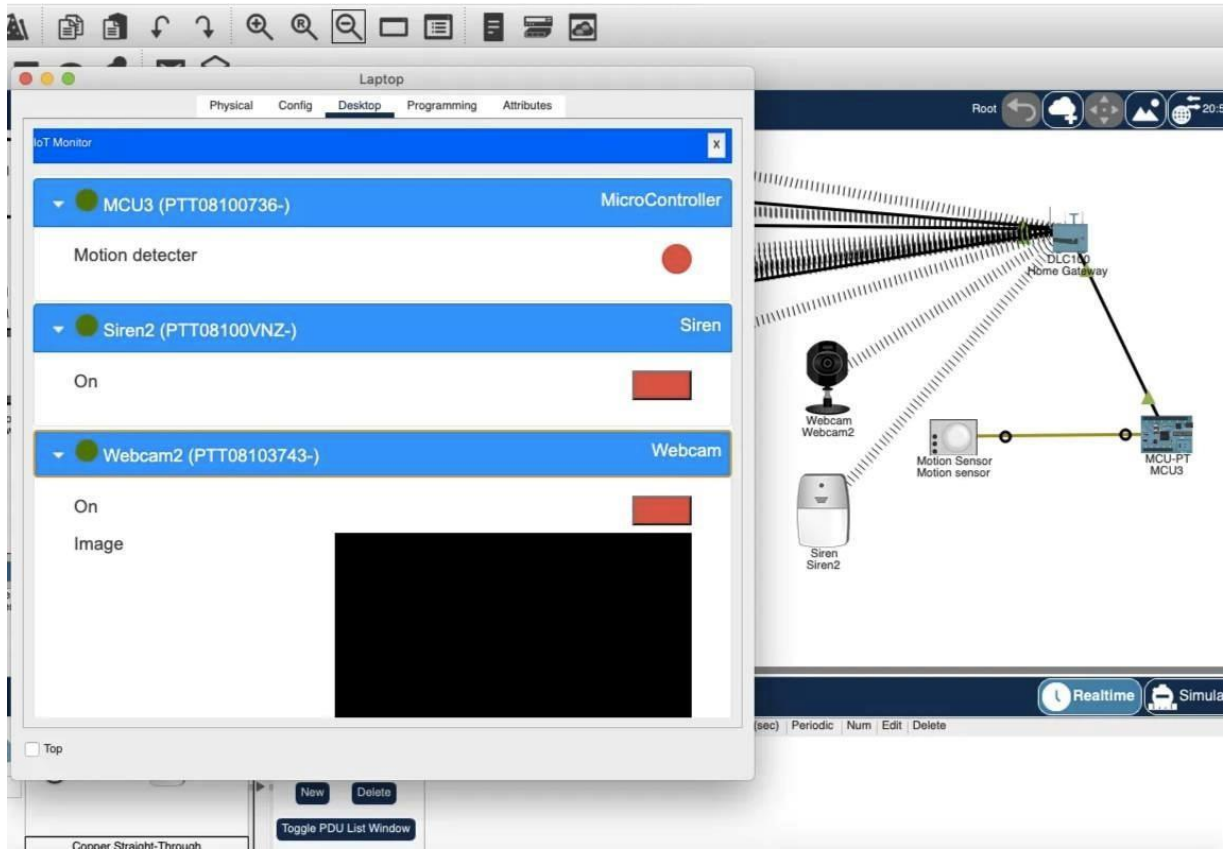 Laptop
Physical Config Desktop Programming Attributes
IoT Monitor
X
MCU3 (PTT08100736-) MicroController
Motion detecter
Siren2 (PTT08100VNZ-) Siren
On
Webcam2 (PTT08103743-) Webcam
On
Image
Top
New Delete
Toggle PDU List Window
Copper Straight-Through
Root
DLC100
Home Gateway
Webcam
Webcam2
Motion Sensor
Motion sensor
MCU-PT
MCU3
Siren
Siren2
Realtime Simula
(sec) Periodic Num Edit Delete